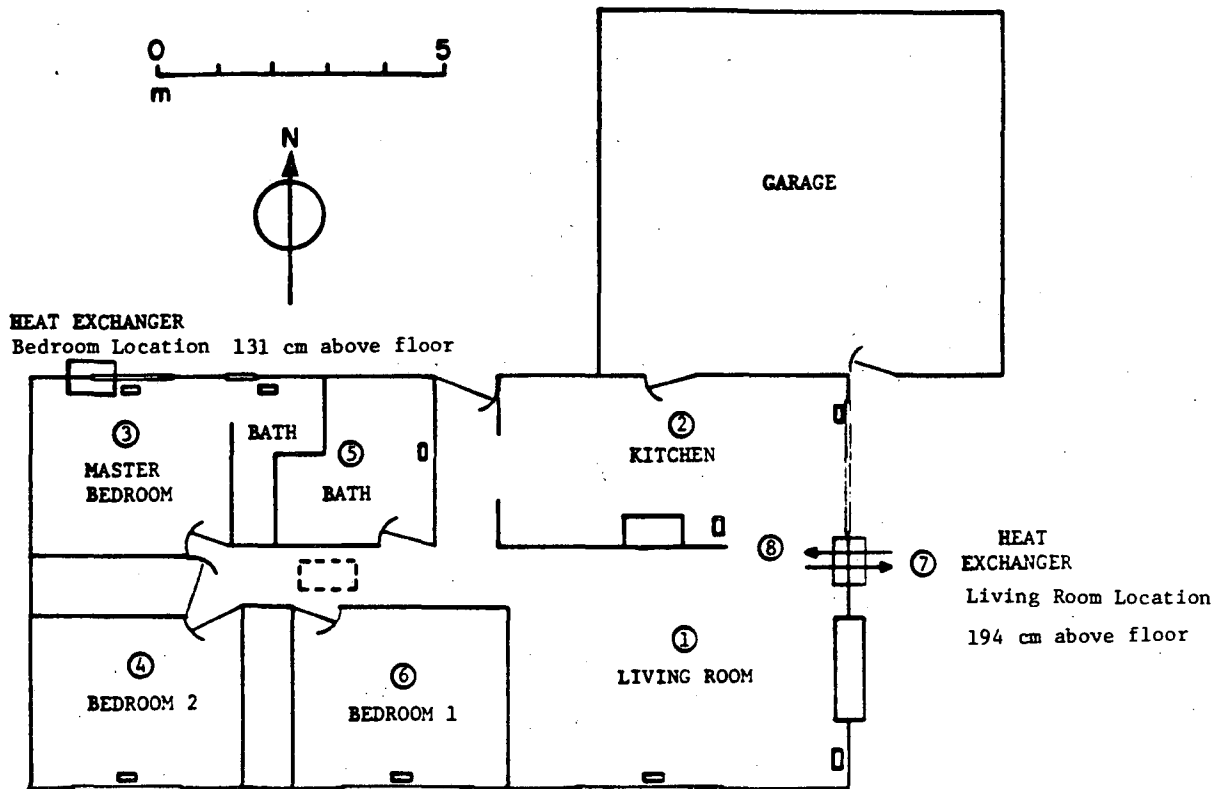 0 5
m
N
GARAGE
HEAT EXCHANGER
Bedroom Location 131 cm above floor
3
MASTER
BEDROOM
BATH
5
BATH
2
KITCHEN
8
7
HEAT
EXCHANGER
Living Room Location
194 cm above floor
4
BEDROOM 2
6
BEDROOM 1
1
LIVING ROOM